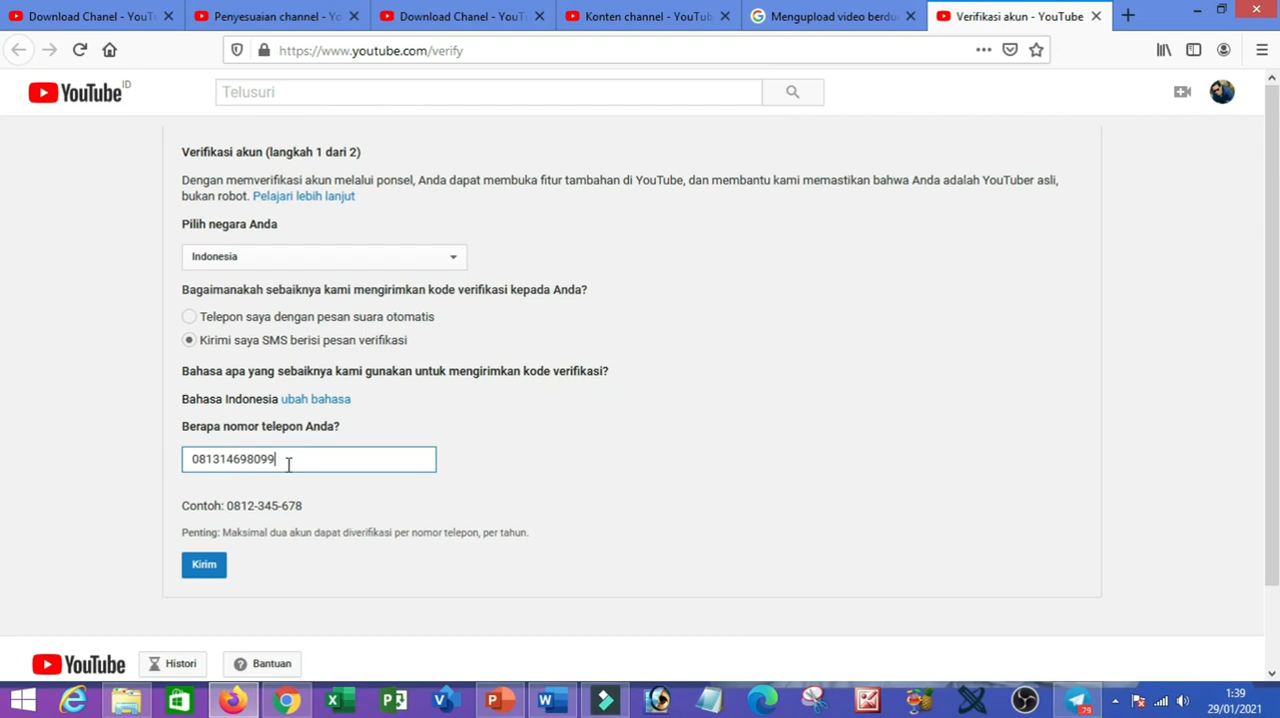 Download Chanel - YouT
Penyesuaian channel - Yo
Download Chanel - YouT
Konten channel - YouTub
Mengupload video berdu
Verifikasi akun - YouTube
https://www.youtube.com/verify
YouTube ID
Telusuri
Verifikasi akun (langkah 1 dari 2)
Dengan memverifikasi akun melalui ponsel, Anda dapat membuka fitur tambahan di YouTube, dan membantu kami memastikan bahwa Anda adalah YouTuber asli,
bukan robot. Pelajari lebih lanjut
Pilih negara Anda
Indonesia
Bagaimanakah sebaiknya kami mengirimkan kode verifikasi kepada Anda?
Telepon saya dengan pesan suara otomatis
Kirimi saya SMS berisi pesan verifikasi
Bahasa apa yang sebaiknya kami gunakan untuk mengirimkan kode verifikasi?
Bahasa Indonesia ubah bahasa
Berapa nomor telepon Anda?
081314698099
Contoh: 0812-345-678
Penting: Maksimal dua akun dapat diverifikasi per nomor telepon, per tahun.
Kirim
YouTube Histori Bantuan
79
1:39
29/01/2021